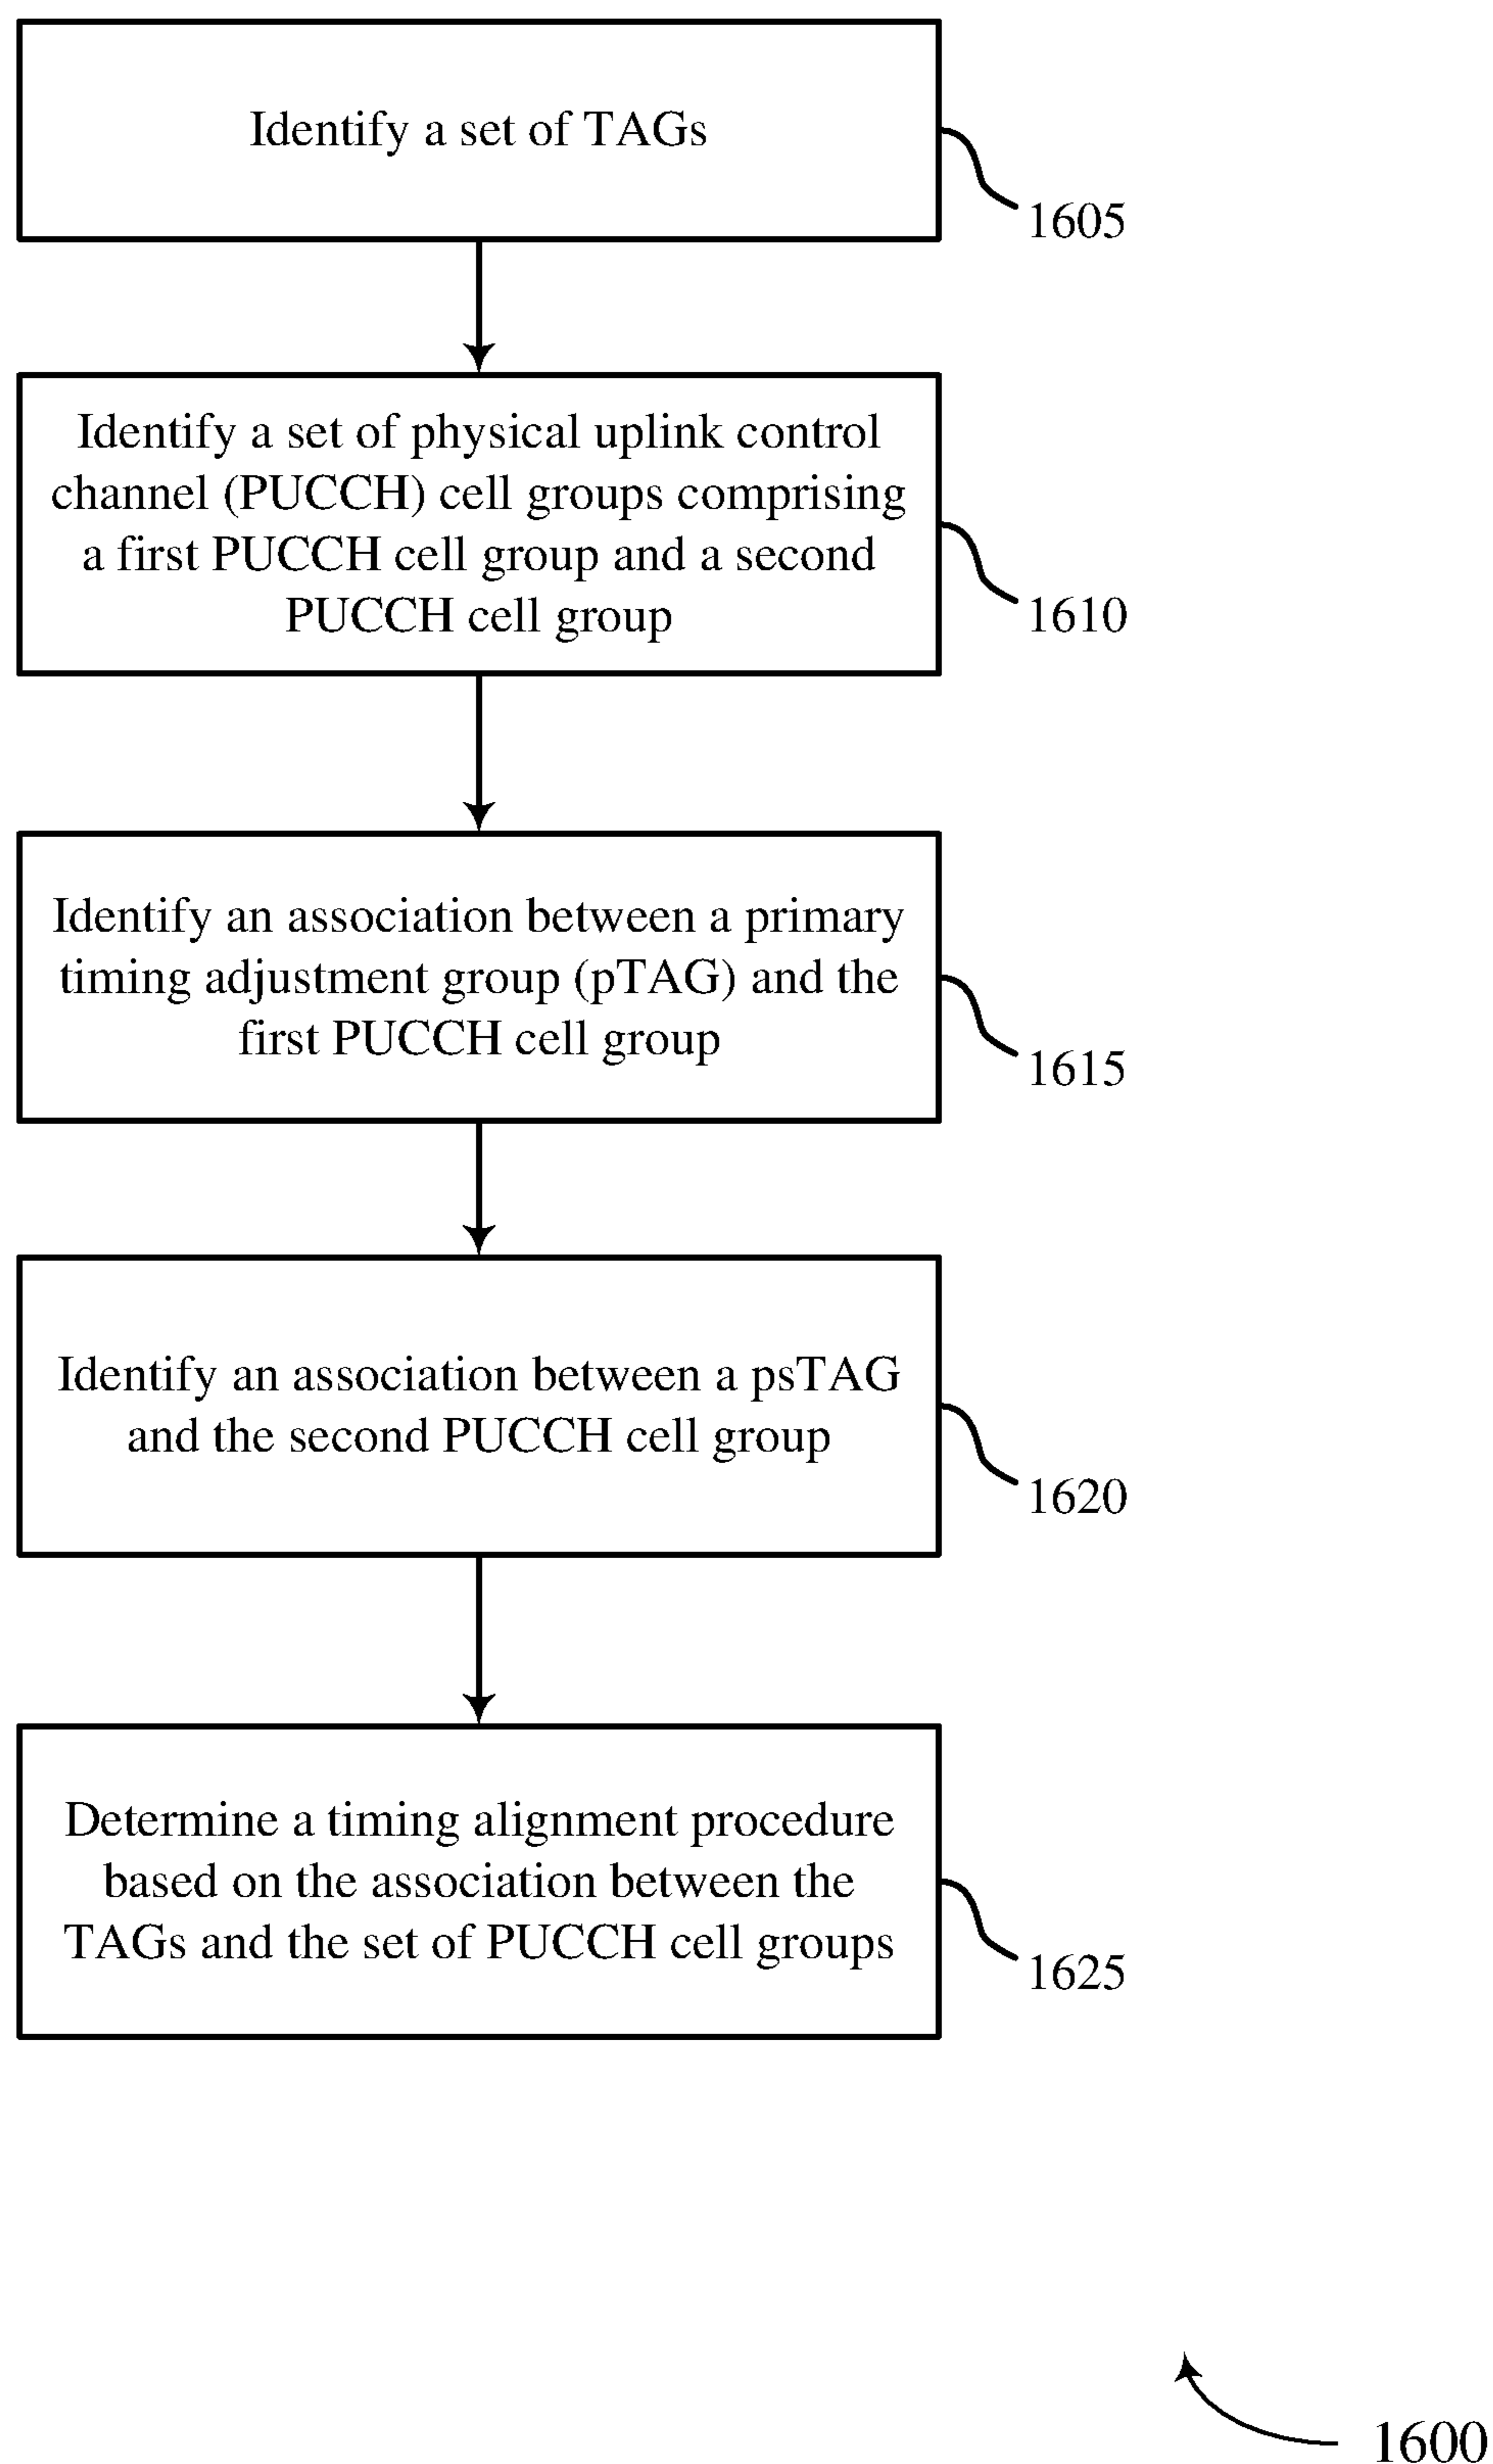 Identify a set of TAGs
1605
Identify a set of physical uplink control
channel (PUCCH) cell groups comprising
a first PUCCH cell group and a second
PUCCH cell group
1610
Identify an association between a primary
timing adjustment group (pTAG) and the
first PUCCH cell group
1615
Identify an association between a psTAG
and the second PUCCH cell group
1620
Determine a timing alignment procedure
based on the association between the
TAGs and the set of PUCCH cell groups
1625
1600